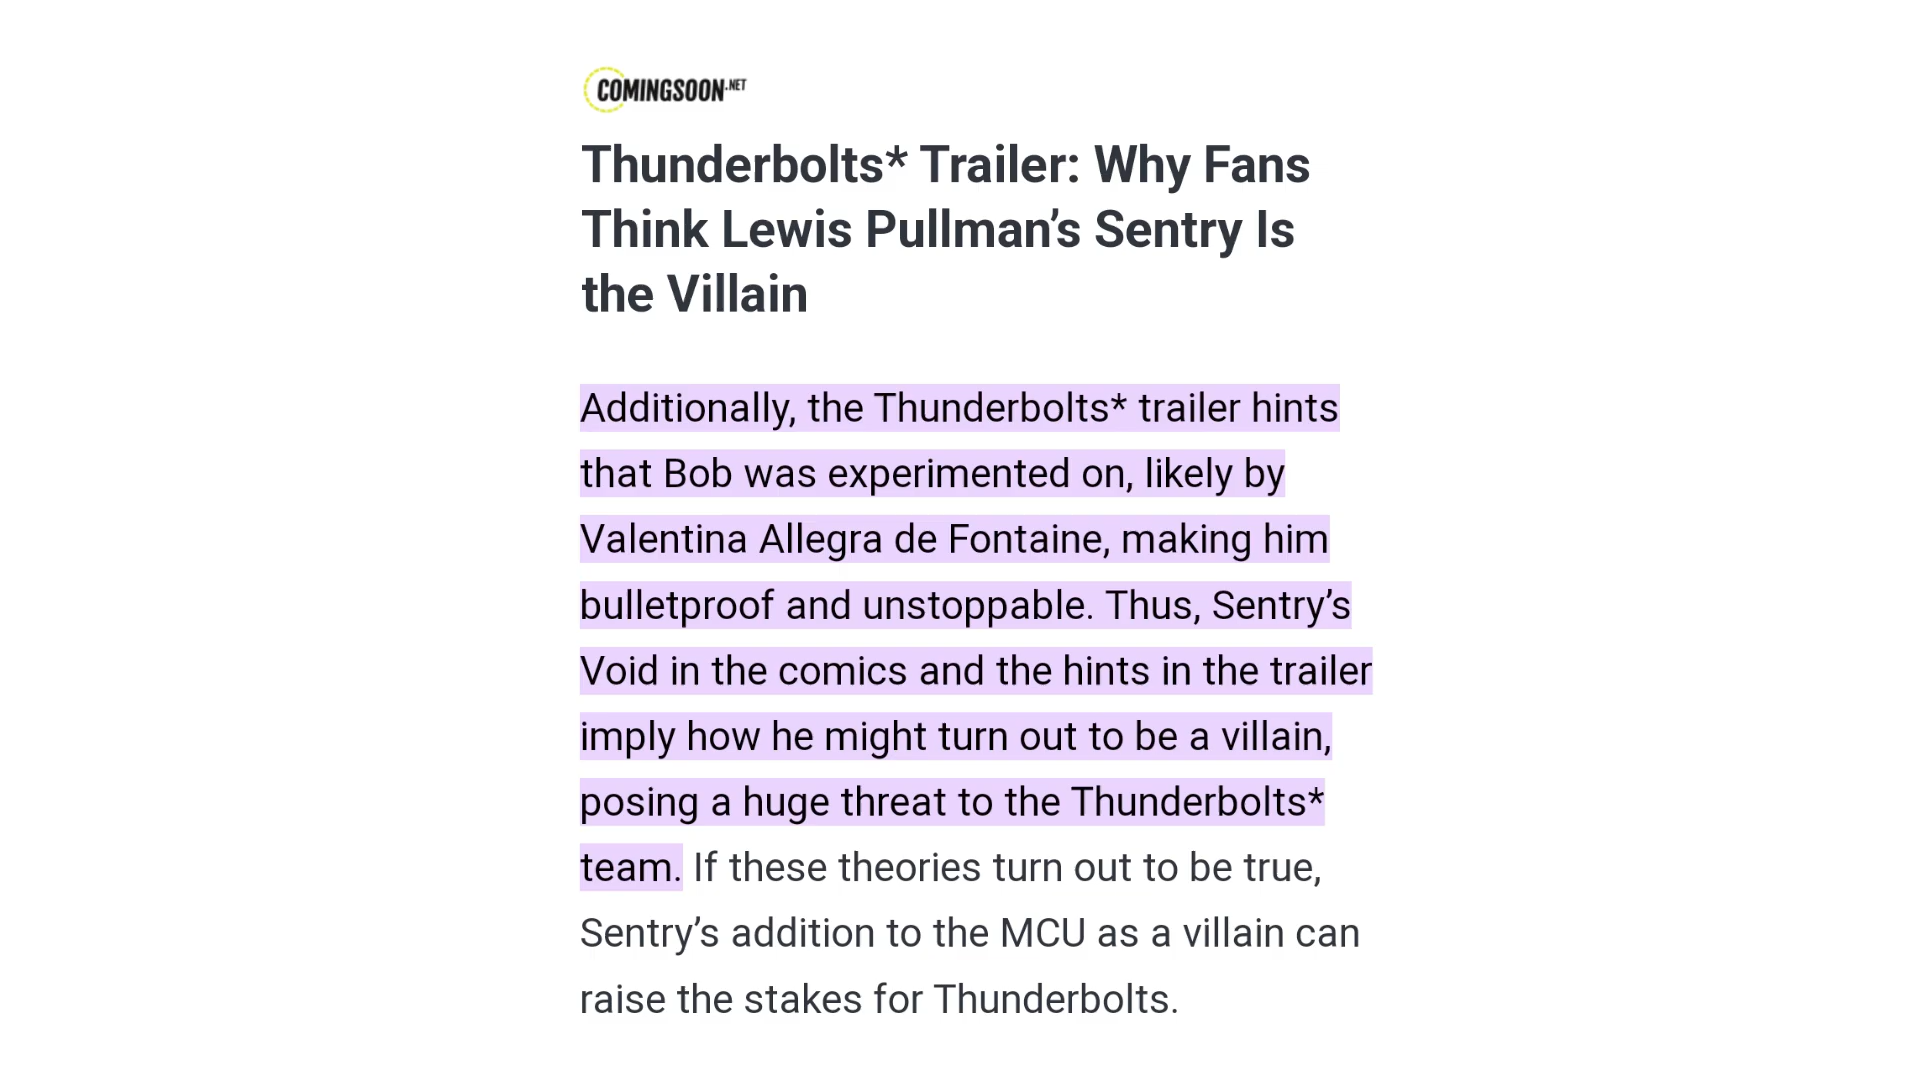 COMINGSOON.NET
Thunderbolts* Trailer: Why Fans
Think Lewis Pullman’s Sentry Is
the Villain
Additionally, the Thunderbolts* trailer hints
that Bob was experimented on, likely by
Valentina Allegra de Fontaine, making him
bulletproof and unstoppable. Thus, Sentry’s
Void in the comics and the hints in the trailer
imply how he might turn out to be a villain,
posing a huge threat to the Thunderbolts*
team. If these theories turn out to be true,
Sentry’s addition to the MCU as a villain can
raise the stakes for Thunderbolts.